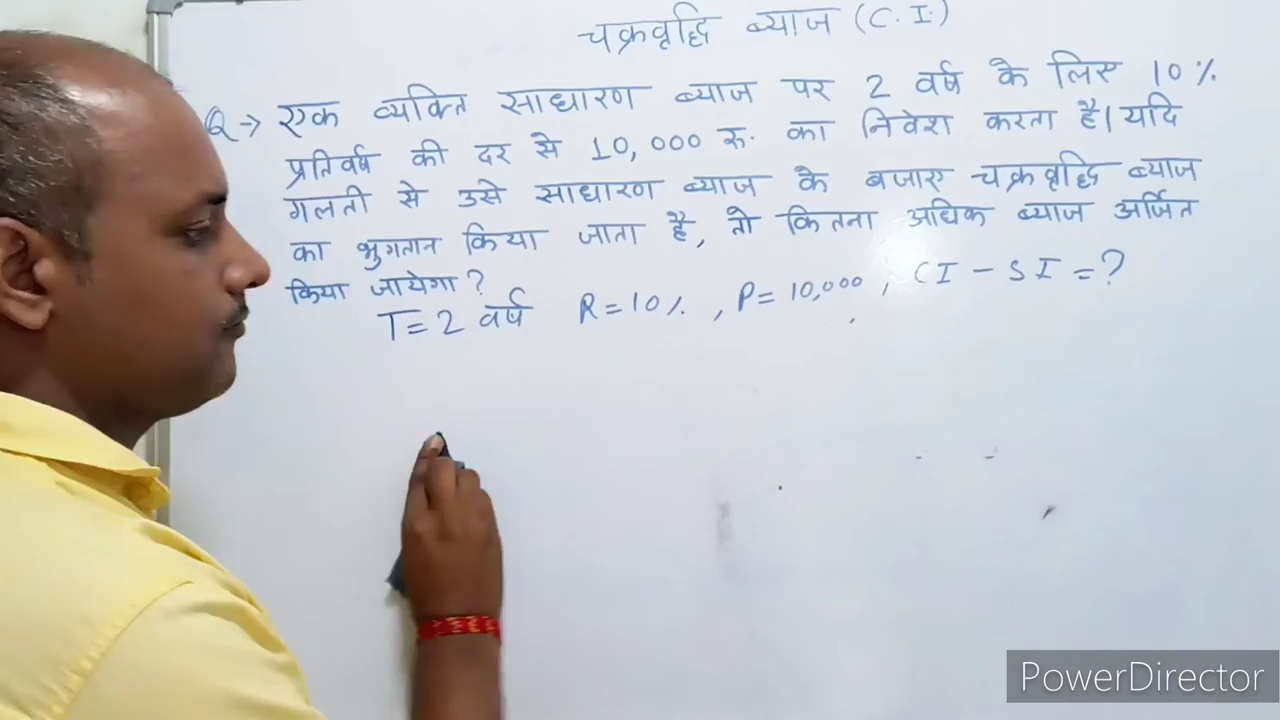 चक्रवृद्धि ब्याज (C.I.)
Q→ एक व्यक्ति साधारण ब्याज पर 2 वर्ष के लिए 10%
प्रतिवर्ष की दर से 10,000 रु. का निवेश करता है। यदि
गलती से उसे साधारण ब्याज के बजाए चक्रवृद्धि ब्याज
का भुगतान किया जाता है, तो कितना अधिक ब्याज अर्जित
किया जायेगा?
T=2 वर्ष R=10%, P=10,000, CI-SI=?
PowerDirector